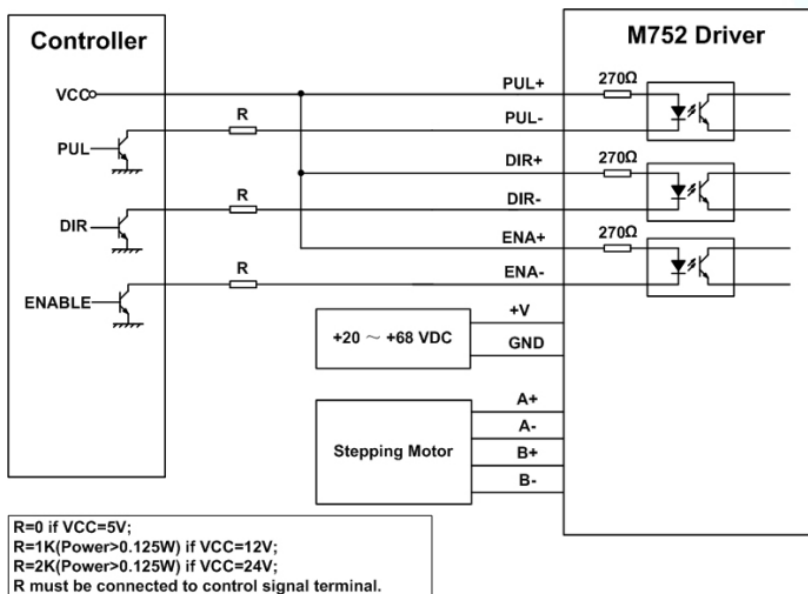 Controller
M752 Driver
VCC
PUL
DIR
ENABLE
R
R
R
PUL+
PUL-
DIR+
DIR-
ENA+
ENA-
270Ω
270Ω
270Ω
+20 ～ +68 VDC
+V
GND
Stepping Motor
A+
A-
B+
B-
R=0 if VCC=5V;
R=1K(Power>0.125W) if VCC=12V;
R=2K(Power>0.125W) if VCC=24V;
R must be connected to control signal terminal.